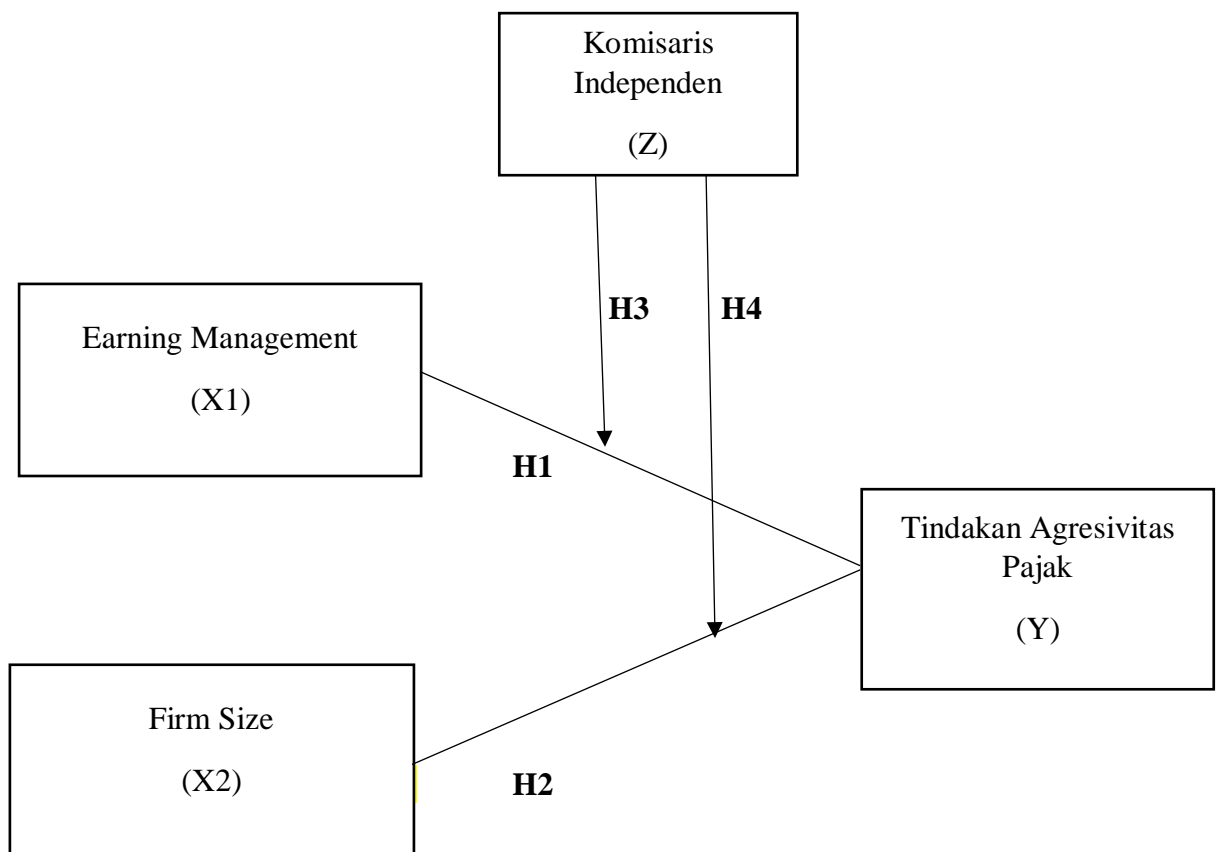 Komisaris
Independen
(Z)
H3
H4
Earning Management
(X1)
H1
Tindakan Agresivitas
Pajak
(Y)
Firm Size
(X2)
H2